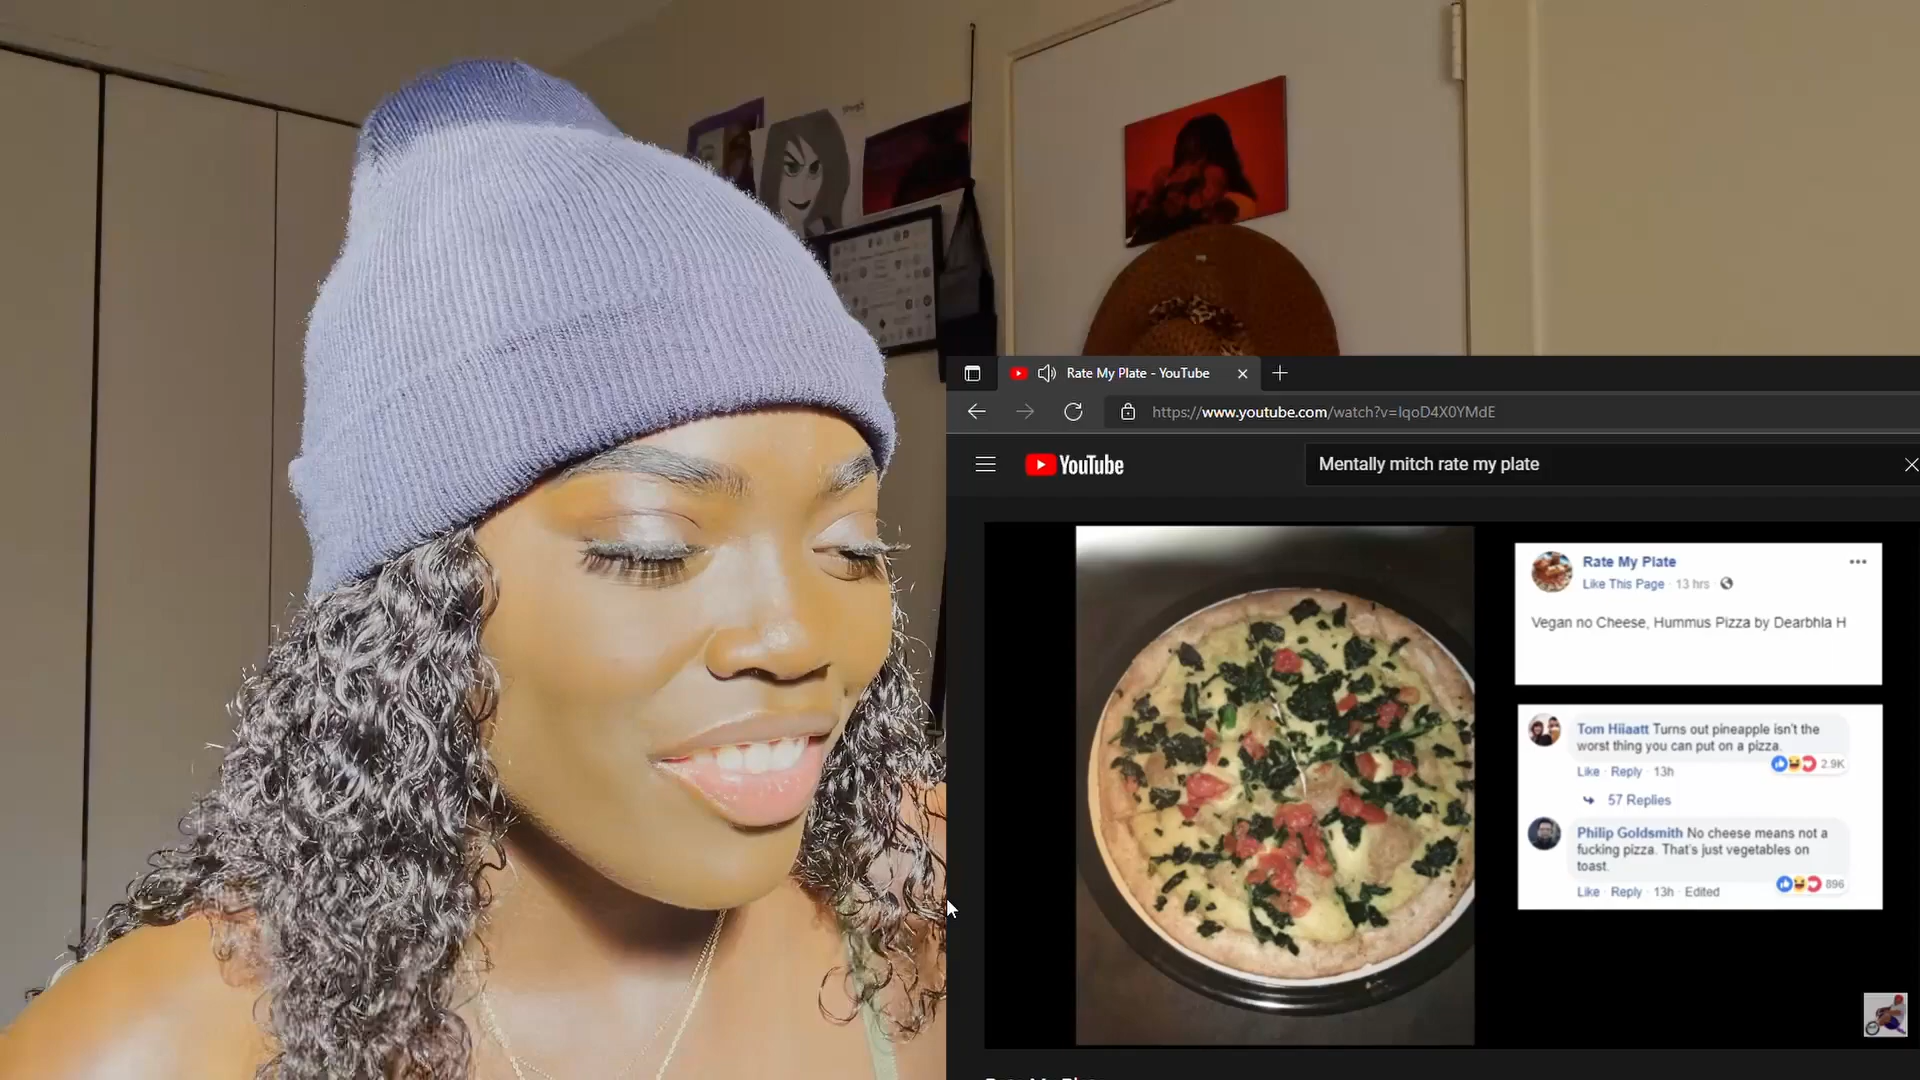 Rate My Plate - YouTube
https://www.youtube.com/watch?v=IqoD4X0YMdE
YouTube
Mentally mitch rate my plate
Rate My Plate
Like This Page · 13 hrs ·
Vegan no Cheese, Hummus Pizza by Dearbhla H
Tom Hiiaatt Turns out pineapple isn't the
worst thing you can put on a pizza.
2.9K
Like · Reply · 13h
57 Replies
Philip Goldsmith No cheese means not a
fucking pizza. That's just vegetables on
toast.
896
Like · Reply · 13h · Edited